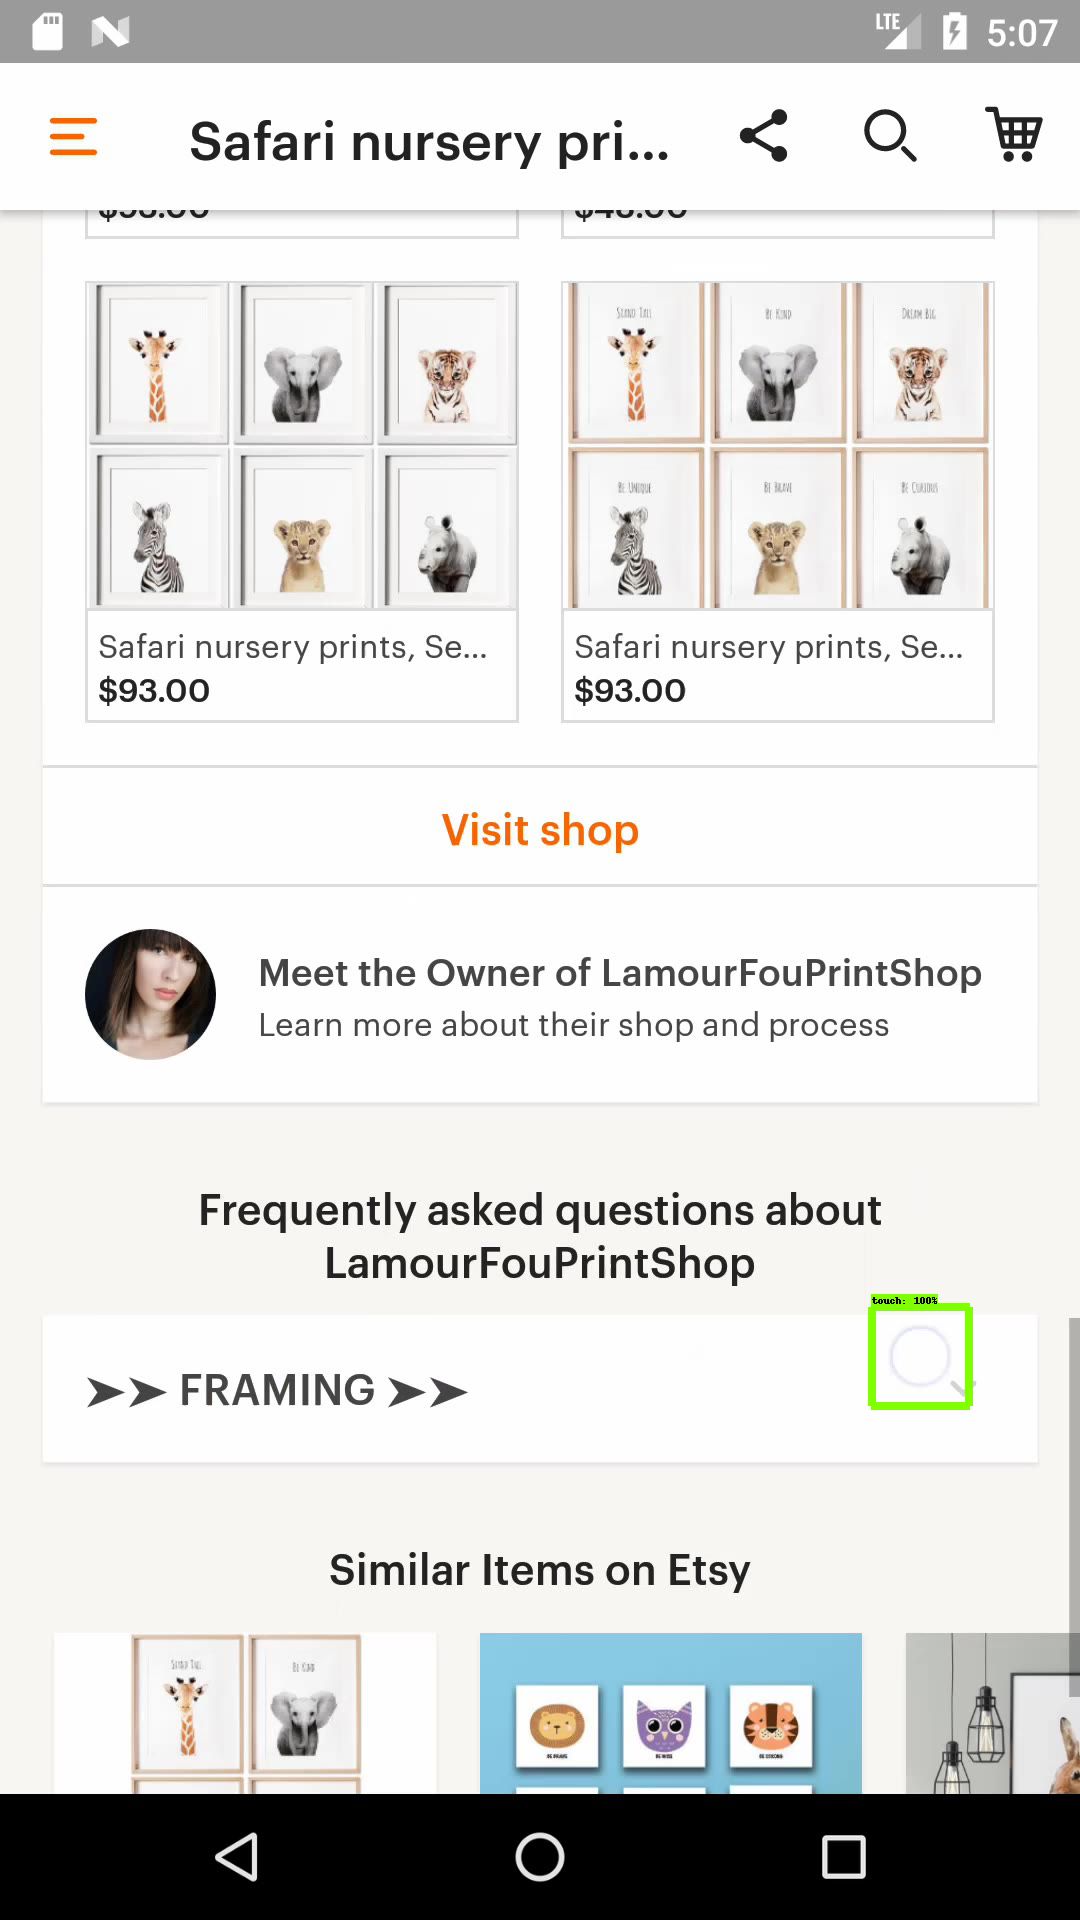 LTE 5:07
Safari nursery pri...
$93.00
STAND TALL
BE KIND
DREAM BIG
BE UNIQUE
BE BRAVE
BE CURIOUS
Safari nursery prints, Se...
$93.00
Safari nursery prints, Se...
$93.00
Visit shop
Meet the Owner of LamourFouPrintShop
Learn more about their shop and process
Frequently asked questions about
LamourFouPrintShop
touch: 100%
➤➤ FRAMING ➤➤
Similar Items on Etsy
STAND TALL
BE KIND
BE BRAVE
BE WISE
BE STRONG